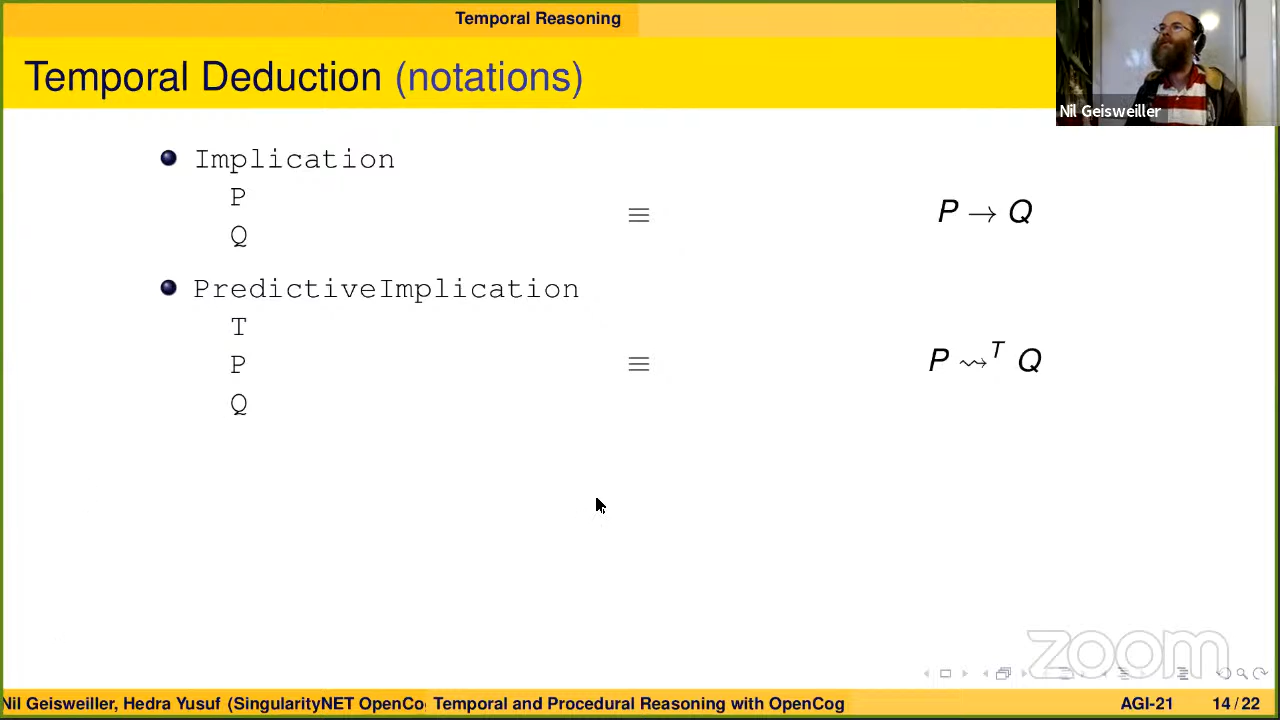 Temporal Reasoning
Temporal Deduction (notations)
Nil Geisweiller
Implication
P
Q
≡
P → Q
PredictiveImplication
T
P
Q
≡
P ⇝ᵀ Q
zoom
Nil Geisweiller, Hedra Yusuf (SingularityNET OpenCo
Temporal and Procedural Reasoning with OpenCog
AGI-21
14 / 22